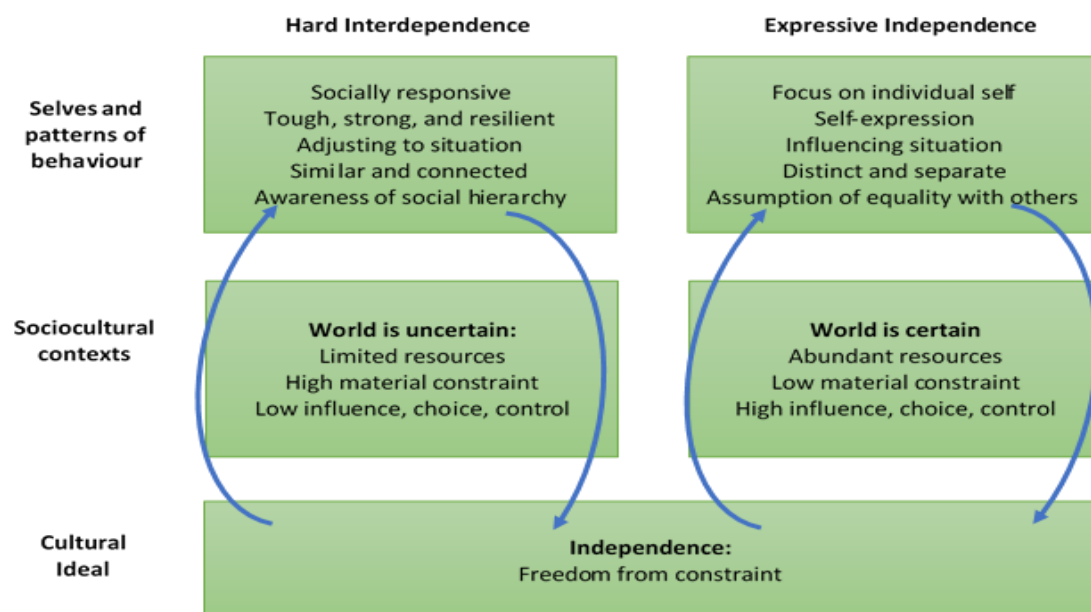 Hard Interdependence
Expressive Independence
Selves and
patterns of
behaviour
Socially responsive
Tough, strong, and resilient
Adjusting to situation
Similar and connected
Awareness of social hierarchy
Focus on individual self
Self-expression
Influencing situation
Distinct and separate
Assumption of equality with others
Sociocultural
contexts
World is uncertain:
Limited resources
High material constraint
Low influence, choice, control
World is certain
Abundant resources
Low material constraint
High influence, choice, control
Cultural
Ideal
Independence:
Freedom from constraint